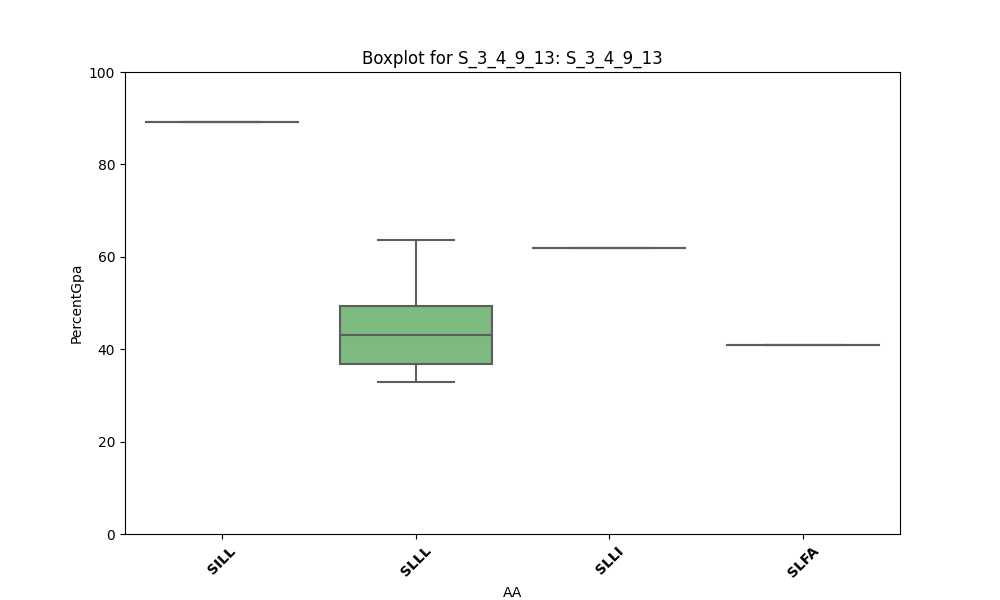 Boxplot for S_3_4_9_13: S_3_4_9_13
100
80
60
40
20
0
PercentGpa
SILL
SLLL
SLLI
SLFA
AA